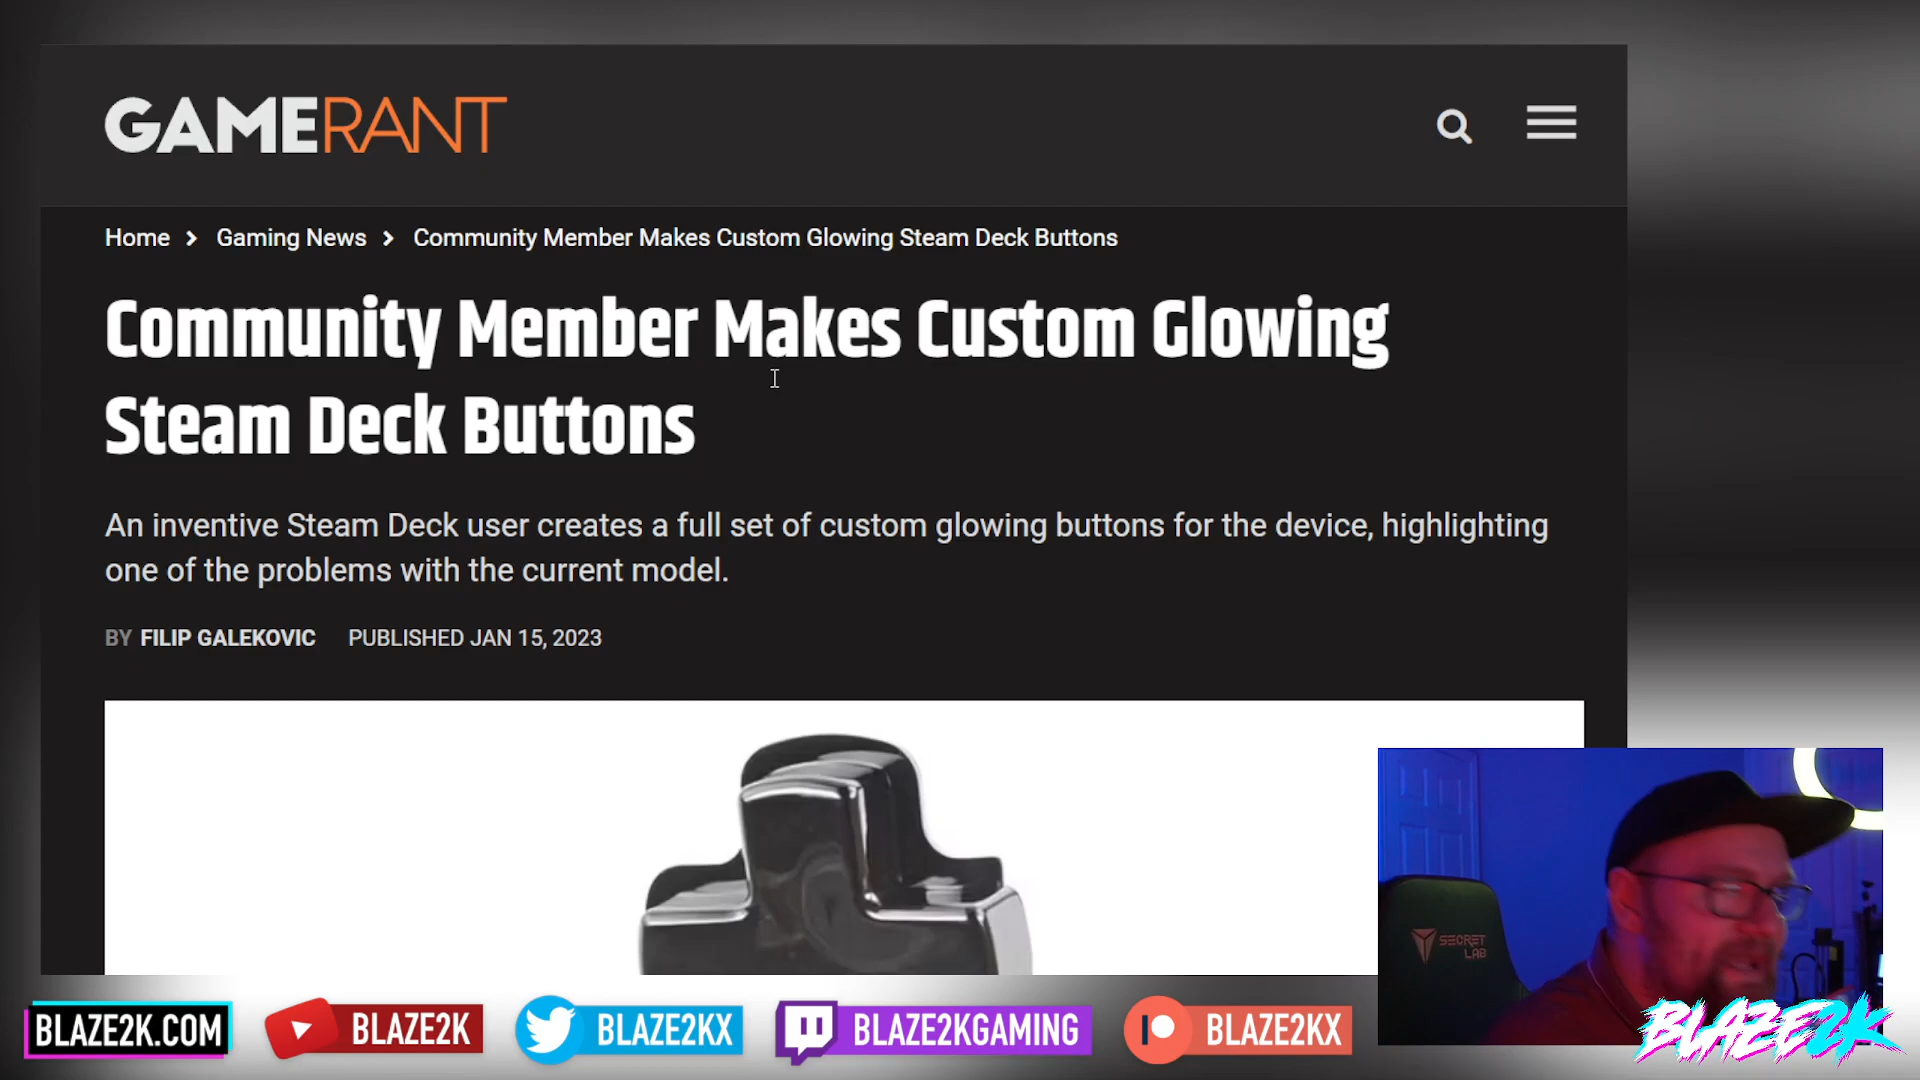 GAMERANT
Home > Gaming News > Community Member Makes Custom Glowing Steam Deck Buttons
Community Member Makes Custom Glowing
Steam Deck Buttons
An inventive Steam Deck user creates a full set of custom glowing buttons for the device, highlighting
one of the problems with the current model.
BY FILIP GALEKOVIC PUBLISHED JAN 15, 2023
SECRET
LAB
BLAZE2K.COM
BLAZE2K
BLAZE2KX
BLAZE2KGAMING
BLAZE2KX
BLAZE2K